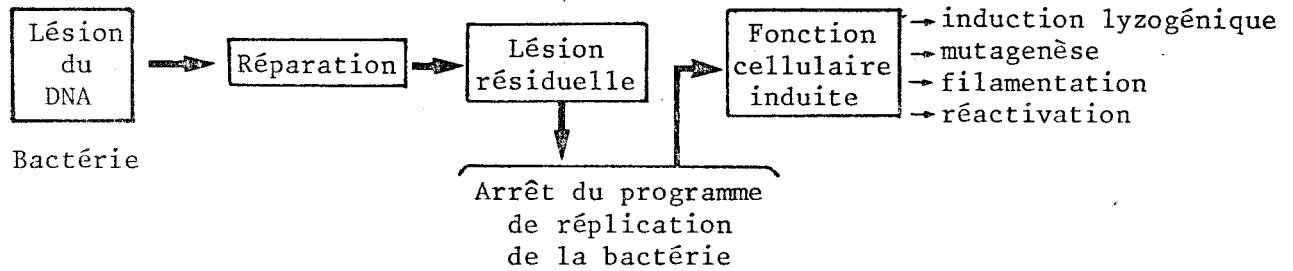 Lésion
du
DNA
Bactérie
Réparation
Lésion
résiduelle
Arrêt du programme
de réplication
de la bactérie
Fonction
cellulaire
induite
induction lyzogénique
mutagenèse
filamentation
réactivation